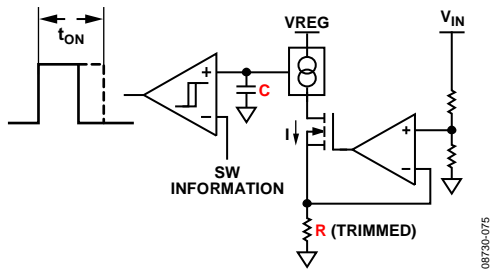 tON
VREG
VIN
+
C
I
+
−
−
SW
INFORMATION
R (TRIMMED)
08730-075